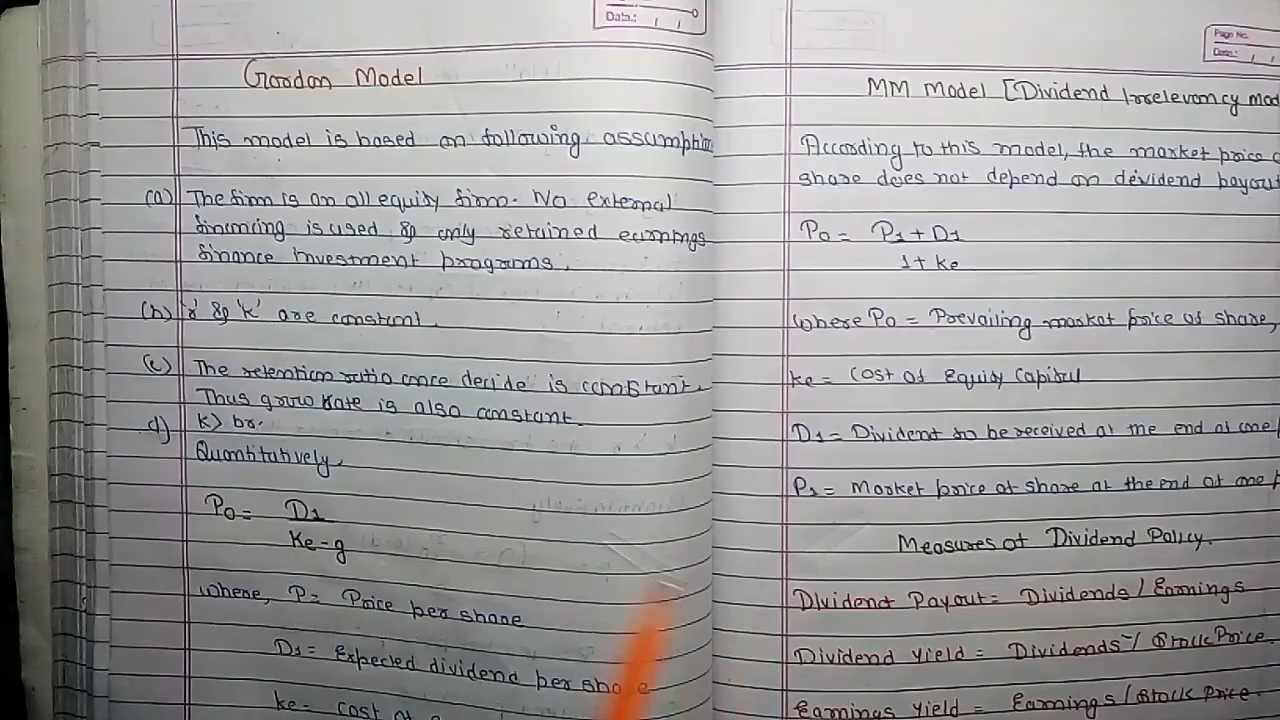 Date: / /
Goodon Model
This model is based on following assumption
(a) The firm is an all equity firm. No external
financing is used & only retained earnings
finance investment programs.
(b) 'r' & 'k' are constant.
(c) The retention ratio once decide is constant.
Thus grow rate is also constant.
d) k > br.
Quantitatively,
P0 = D1
Ke-g
where, P = Price per share
D1 = Expected dividend per share
ke = cost of
Page No.
Date: / /
MM Model [Dividend Irrelevancy mod
According to this model, the market price o
share does not depend on devidend payout
P0 = P1 + D1
1 + ke
where P0 = Prevailing market price of share,
ke = cost of equity capital
D1 = Divident to be received at the end of one
P1 = Market price of share at the end of one p
Measures of Dividend Policy.
Divident Payout = Dividends / Earnings
Dividend Yield = Dividends / Stock Price
Earnings yield = Earnings / Stock Price